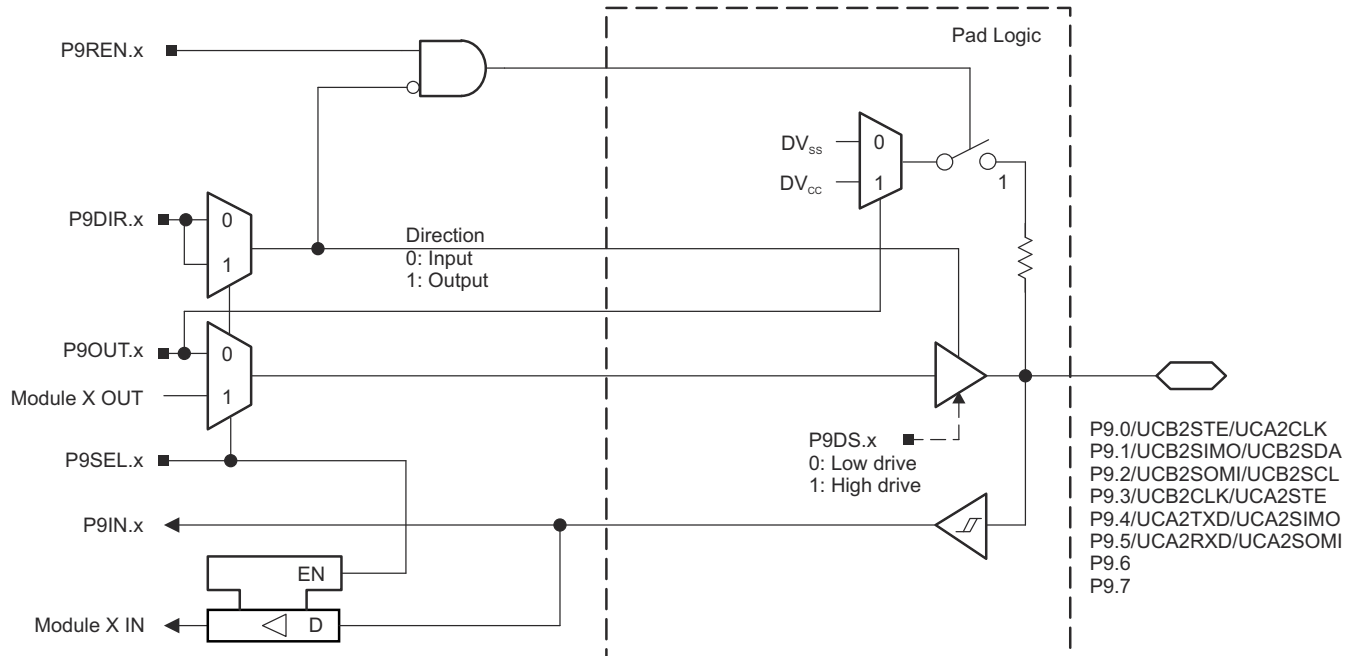 Pad Logic
P9REN.x
DVss
0
DVcc
1
1
P9DIR.x
0
1
Direction
0: Input
1: Output
P9OUT.x
0
Module X OUT
1
P9DS.x
0: Low drive
1: High drive
P9SEL.x
P9IN.x
EN
Module X IN
D
P9.0/UCB2STE/UCA2CLK
P9.1/UCB2SIMO/UCB2SDA
P9.2/UCB2SOMI/UCB2SCL
P9.3/UCB2CLK/UCA2STE
P9.4/UCA2TXD/UCA2SIMO
P9.5/UCA2RXD/UCA2SOMI
P9.6
P9.7